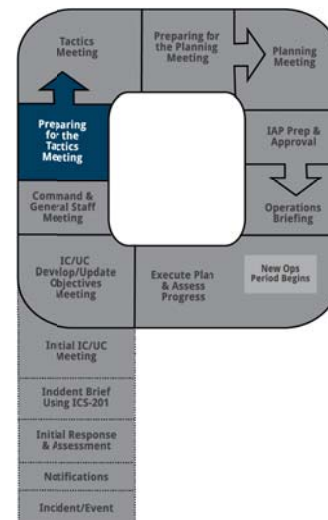 Tactics
Meeting
Preparing for
the Planning
Meeting
Planning
Meeting
Preparing
for the
Tactics
Meeting
IAP Prep &
Approval
Command &
General Staff
Meeting
Operations
Briefing
IC/UC
Develop/Update
Objectives
Meeting
Execute Plan
& Assess
Progress
New Ops
Period Begins
Initial IC/UC
Meeting
Incident Brief
Using ICS-201
Initial Response
& Assessment
Notifications
Incident/Event